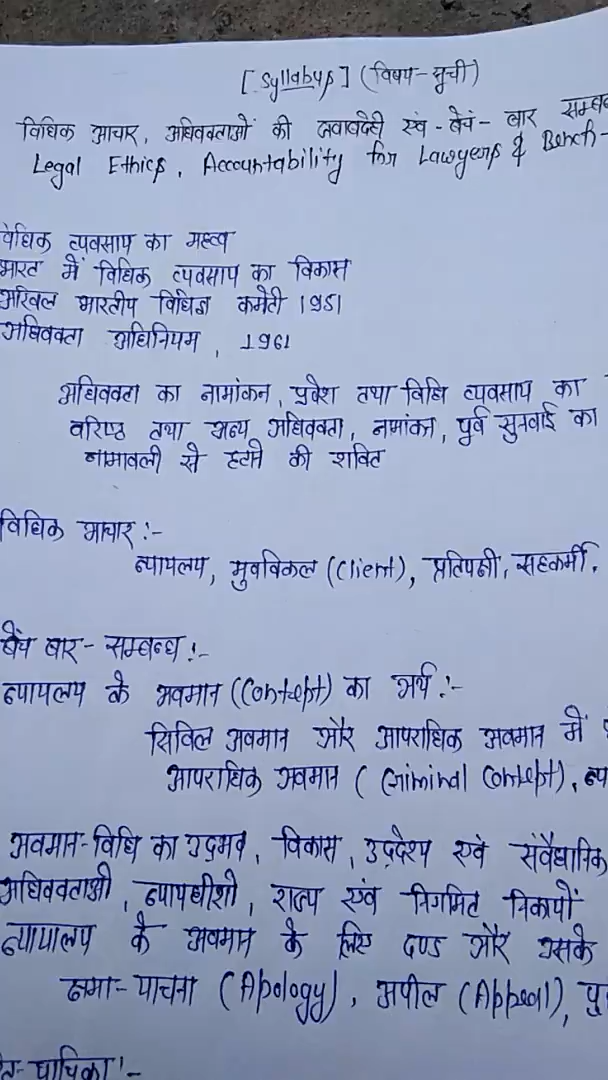 [Syllabus] (विषय-सूची)
विधिक आचार, अधिवक्ताओं की जवाबदेही एवं - बेंच - बार
Legal Ethics, Accountability for Lawyers & Bench-
विधिक व्यवसाय का महत्व
भारत में विधिक व्यवसाय का विकास
अखिल भारतीय विधिज्ञ कमेटी 1951
अधिवक्ता अधिनियम, 1961
अधिवक्ता का नामांकन, प्रवेश तथा विधि व्यवसाय का
वरिष्ठ तथा अन्य अधिवक्ता, नामांकन, पूर्व सुनवाई का
नामावली से हटाने की शक्ति
विधिक आचार :-
न्यायालय, मुवक्किल (Client), प्रतिपक्षी, सहकर्मी,
बेंच बार - सम्बन्ध :-
न्यायालय के अवमान (Contept) का अर्थ :-
सिविल अवमान और आपराधिक अवमान में
आपराधिक अवमान (Criminal Contept),
अवमान-विधि का उद्भव, विकास, उद्देश्य एवं संवैधानिक
अधिवक्ताओं, न्यायधीशों, राज्य एवं निगमित निकायों
न्यायालय के अवमान के लिए दण्ड और उसके
क्षमा-याचना (Apology), अपील (Appeal),
याचिका :-